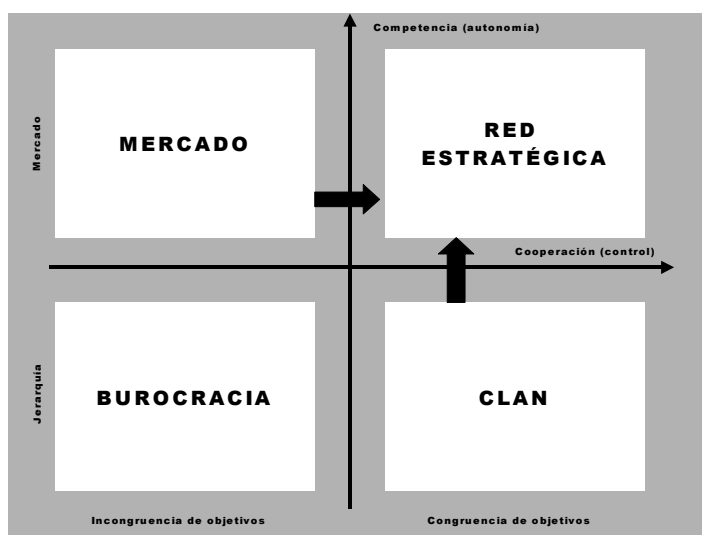 Competencia (autonomía)
Mercado
MERCADO
RED
ESTRATÉGICA
Cooperación (control)
Jerarquía
BUROCRACIA
CLAN
Incongruencia de objetivos
Congruencia de objetivos